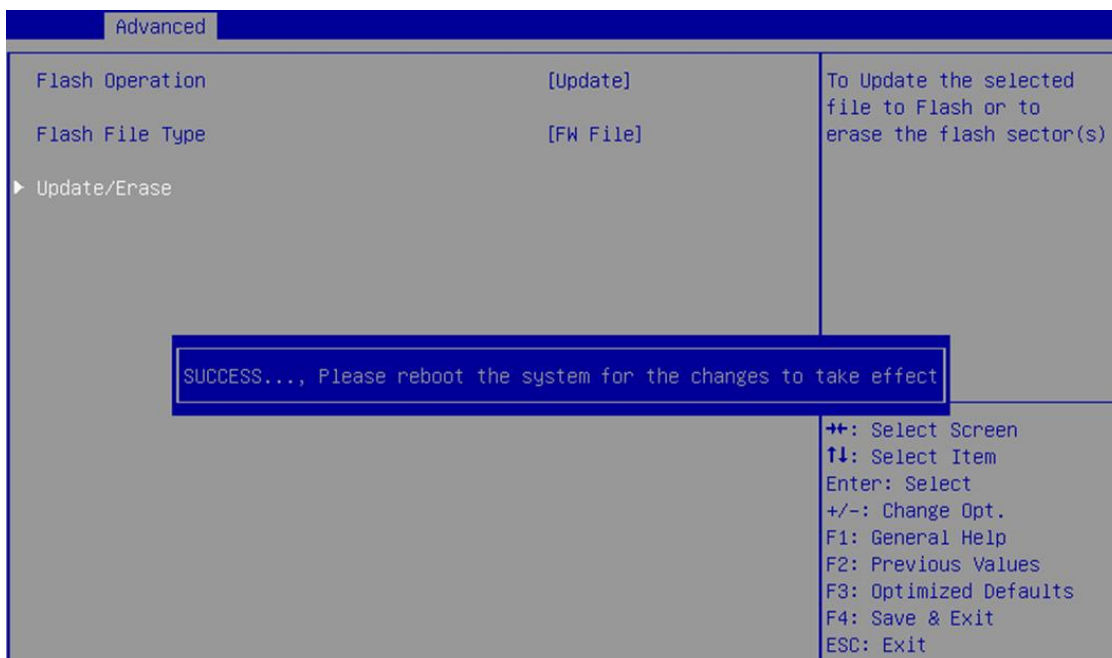 Advanced
Flash Operation [Update]
Flash File Type [FW File]
Update/Erase
To Update the selected
file to Flash or to
erase the flash sector(s)
SUCCESS..., Please reboot the system for the changes to take effect
→←: Select Screen
↑↓: Select Item
Enter: Select
+/-: Change Opt.
F1: General Help
F2: Previous Values
F3: Optimized Defaults
F4: Save & Exit
ESC: Exit